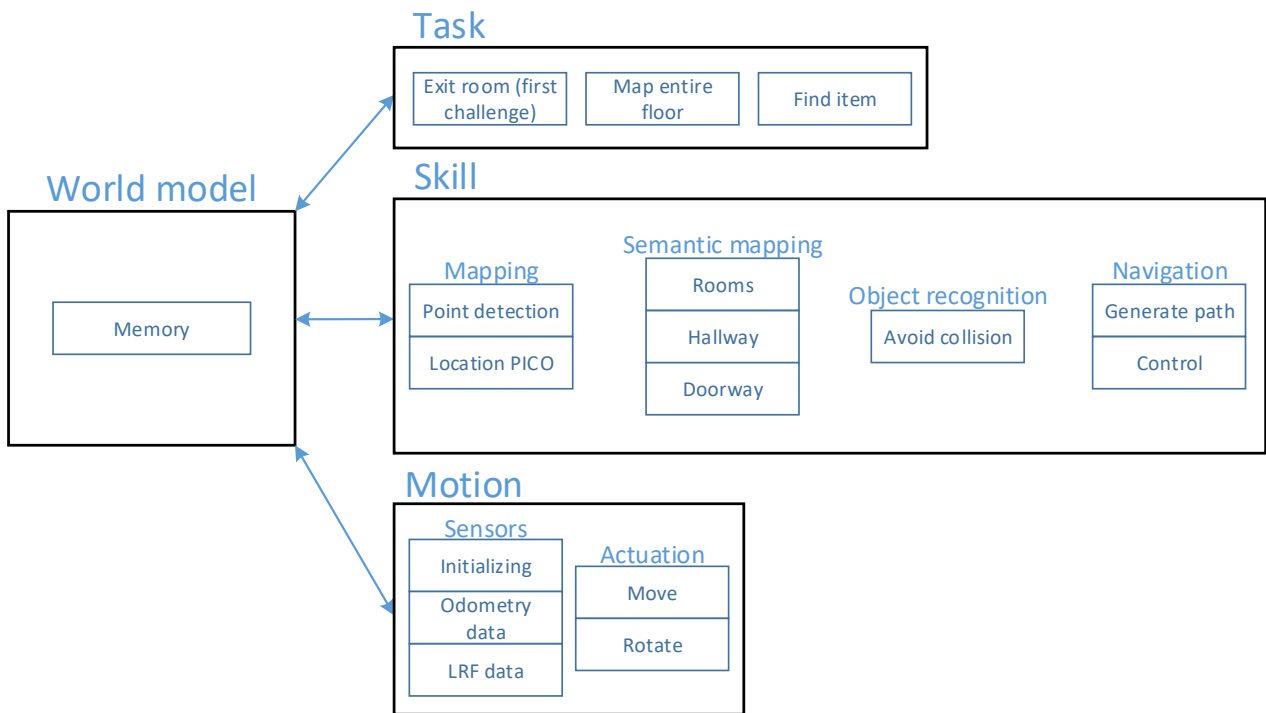 Task
Exit room (first
challenge)
Map entire
floor
Find item
World model
Memory
Skill
Mapping
Point detection
Location PICO
Semantic mapping
Rooms
Hallway
Doorway
Object recognition
Avoid collision
Navigation
Generate path
Control
Motion
Sensors
Initializing
Odometry
data
LRF data
Actuation
Move
Rotate